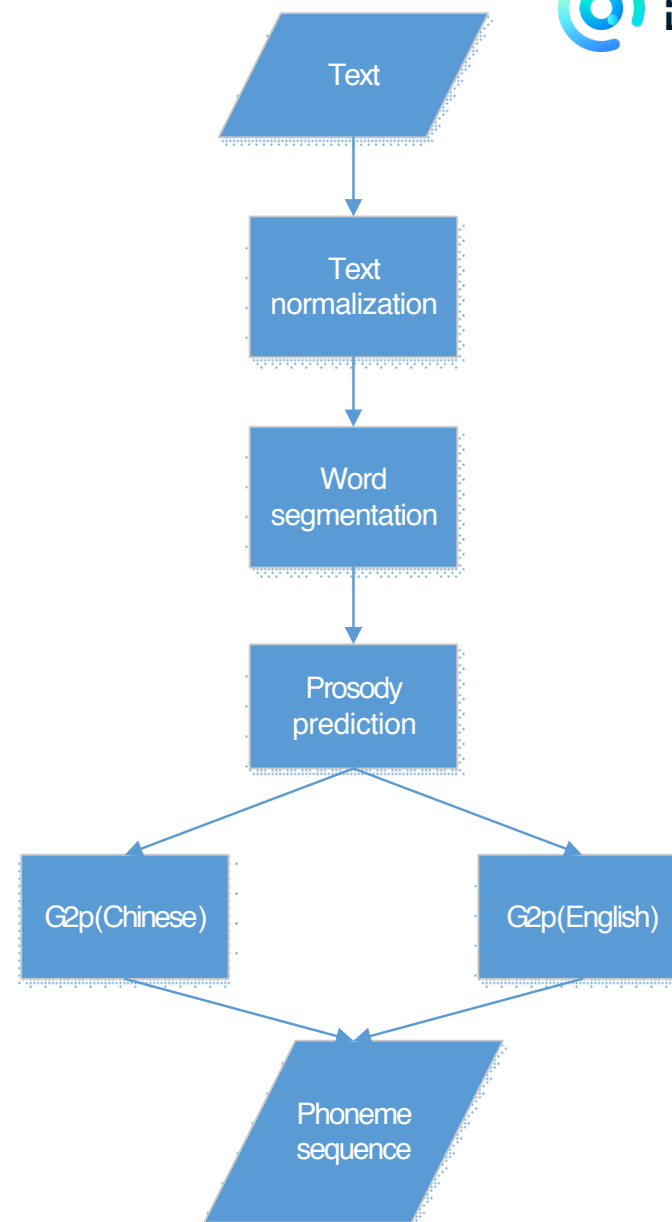 Text
Text
normalization
Word
segmentation
Prosody
prediction
G2p(Chinese)
G2p(English)
Phoneme
sequence